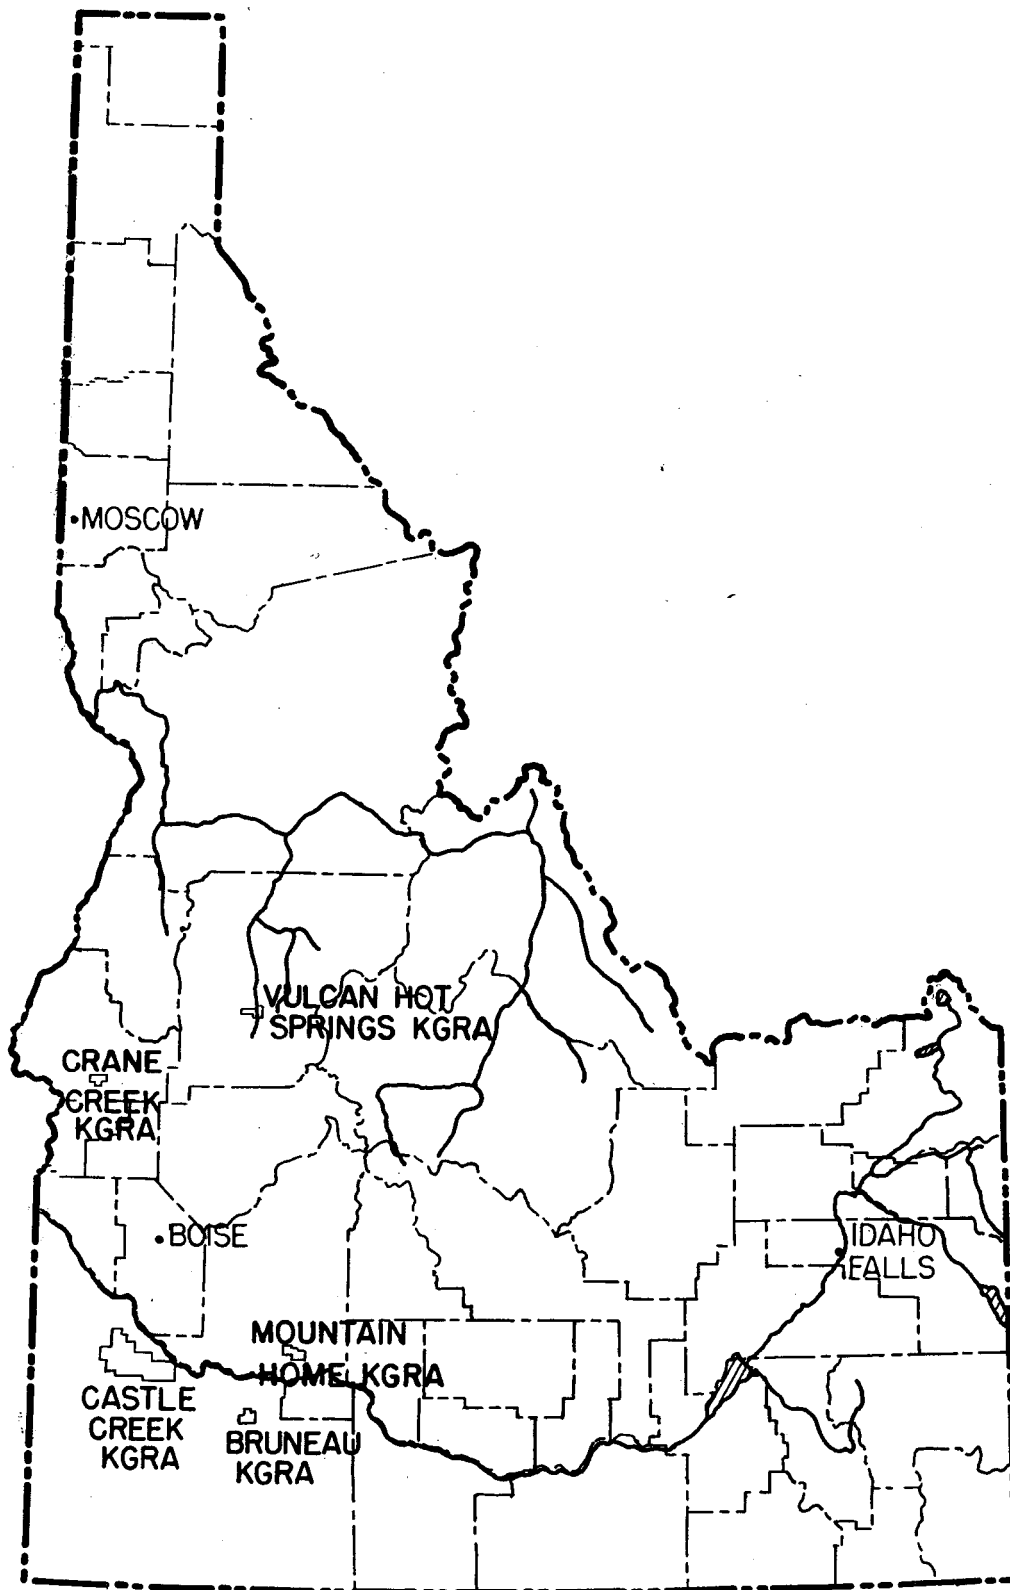 MOSCOW
VULCAN HOT
SPRINGS KGRA
CRANE
CREEK
KGRA
BOISE
IDAHO
FALLS
MOUNTAIN
HOME KGRA
CASTLE
CREEK
KGRA
BRUNEAU
KGRA